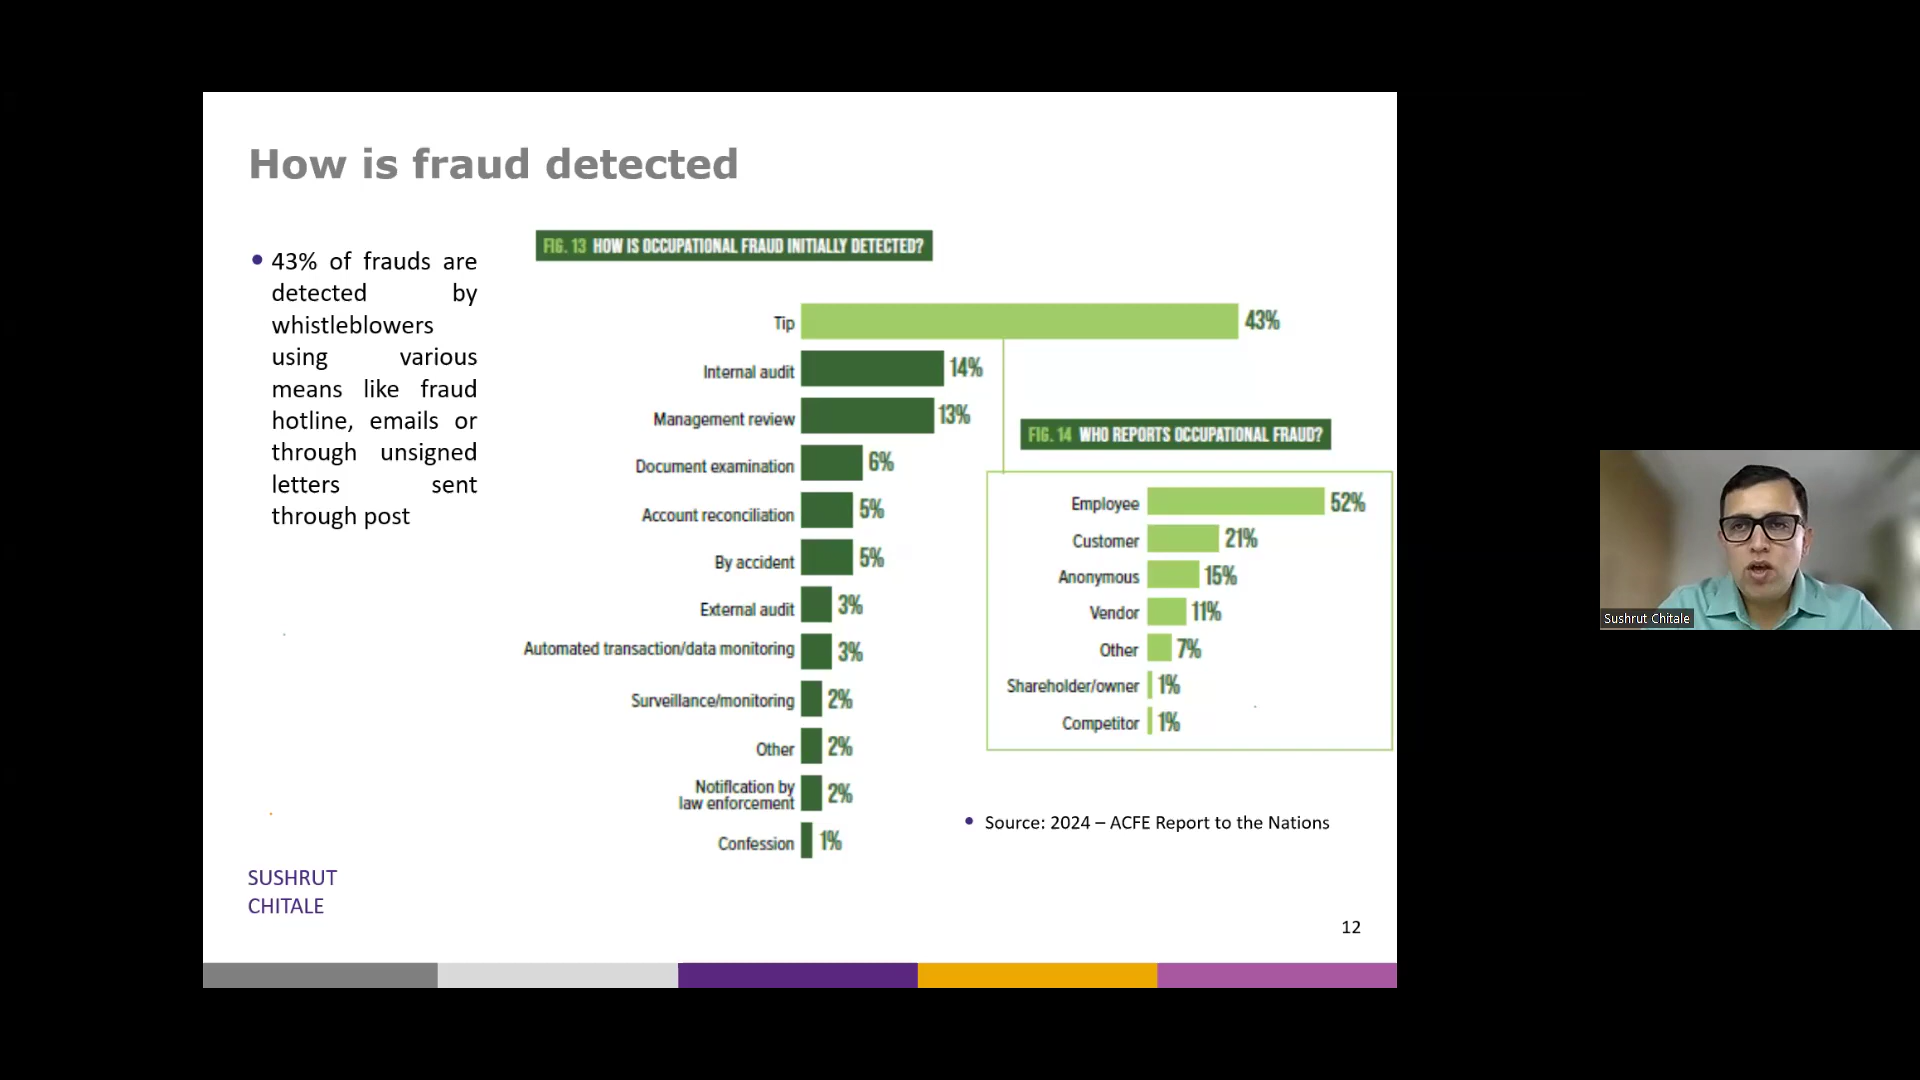 How is fraud detected
• 43% of frauds are
detected by
whistleblowers
using various
means like fraud
hotline, emails or
through unsigned
letters sent
through post
FIG. 13 HOW IS OCCUPATIONAL FRAUD INITIALLY DETECTED?
Tip 43%
Internal audit 14%
Management review 13%
Document examination 6%
Account reconciliation 5%
By accident 5%
External audit 3%
Automated transaction/data monitoring 3%
Surveillance/monitoring 2%
Other 2%
Notification by
law enforcement 2%
Confession 1%
FIG. 14 WHO REPORTS OCCUPATIONAL FRAUD?
Employee 52%
Customer 21%
Anonymous 15%
Vendor 11%
Other 7%
Shareholder/owner 1%
Competitor 1%
• Source: 2024 – ACFE Report to the Nations
SUSHRUT
CHITALE
12
Sushrut Chitale